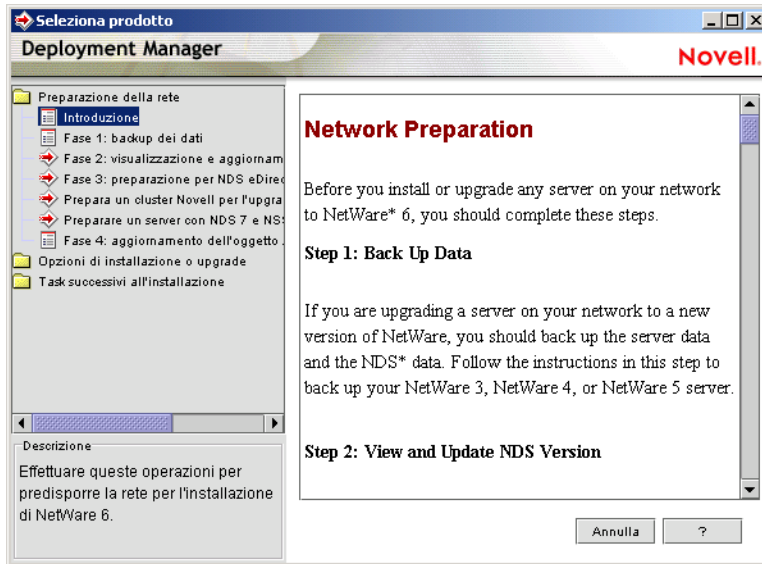 Seleziona prodotto
Deployment Manager
Novell.
Preparazione della rete
Introduzione
Fase 1: backup dei dati
Fase 2: visualizzazione e aggiornam
Fase 3: preparazione per NDS eDirec
Prepara un cluster Novell per l'upgra
Preparare un server con NDS 7 e NS
Fase 4: aggiornamento dell'oggetto
Opzioni di installazione o upgrade
Task successivi all'installazione
Descrizione
Effettuare queste operazioni per
predisporre la rete per l'installazione
di NetWare 6.
Network Preparation
Before you install or upgrade any server on your network
to NetWare* 6, you should complete these steps.
Step 1: Back Up Data
If you are upgrading a server on your network to a new
version of NetWare, you should back up the server data
and the NDS* data. Follow the instructions in this step to
back up your NetWare 3, NetWare 4, or NetWare 5 server.
Step 2: View and Update NDS Version
Annulla
?